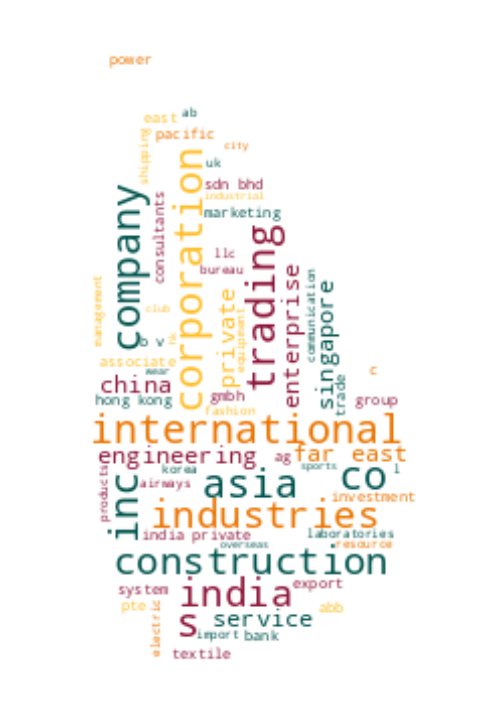 power
ab
east
pacific
shipping
city
uk
corporation
sdn bhd
industrial
company
consultants
marketing
trading
llc
bureau
enterprise
communication
management
singapore
private
club
equipment
b v
hk
associate
wear
c
china
trade
hong kong
gmbh
group
fashion
international
engineering
ag
far east
products
korea
sports
l
inc
airways
asia
co
investment
industries
india private
laboratories
overseas
resource
construction
system
india
export
pte
electric
abb
s
service
import
bank
textile